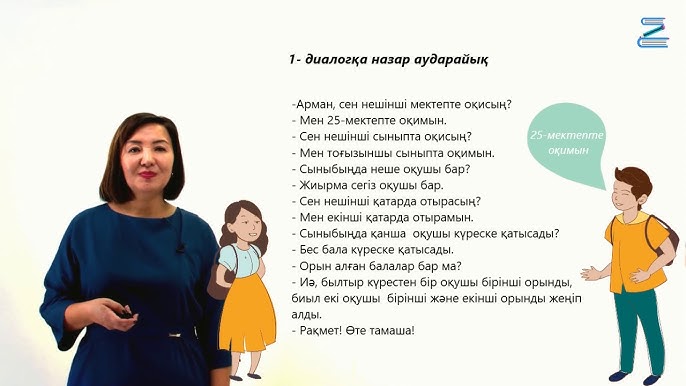 1- диалогқа назар аударайық
-Арман, сен нешінші мектепте оқисың?
- Мен 25-мектепте оқимын.
- Сен нешінші сыныпта оқисың?
- Мен тоғызыншы сыныпта оқимын.
- Сыныбыңда неше оқушы бар?
- Жиырма сегіз оқушы бар.
- Сен нешінші қатарда отырасың?
- Мен екінші қатарда отырамын.
- Сыныбыңда қанша оқушы күреске қатысады?
- Бес бала күреске қатысады.
- Орын алған балалар бар ма?
- Иә, былтыр күрестен бір оқушы бірінші орынды,
биыл екі оқушы бірінші және екінші орынды жеңіп
алды.
- Рақмет! Өте тамаша!
25-мектепте
оқимын